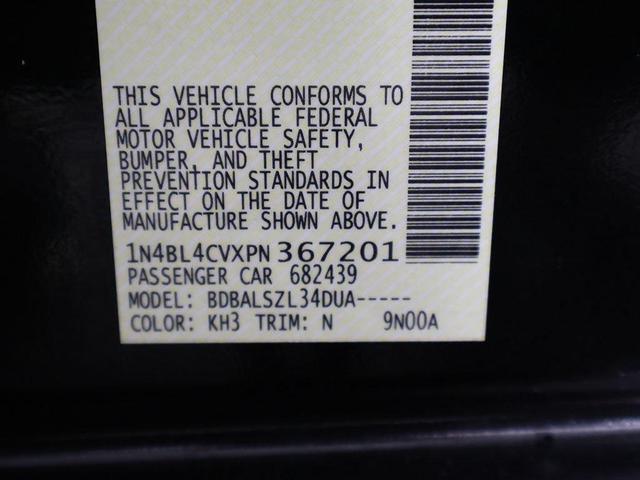 THIS VEHICLE CONFORMS TO
ALL APPLICABLE FEDERAL
MOTOR VEHICLE SAFETY,
BUMPER, AND THEFT
PREVENTION STANDARDS IN
EFFECT ON THE DATE OF
MANUFACTURE SHOWN ABOVE.
1N4BL4CVXPN 367201
PASSENGER CAR 682439
MODEL: BDBALSZL34DUA-----
COLOR: KH3 TRIM: N 9N00A